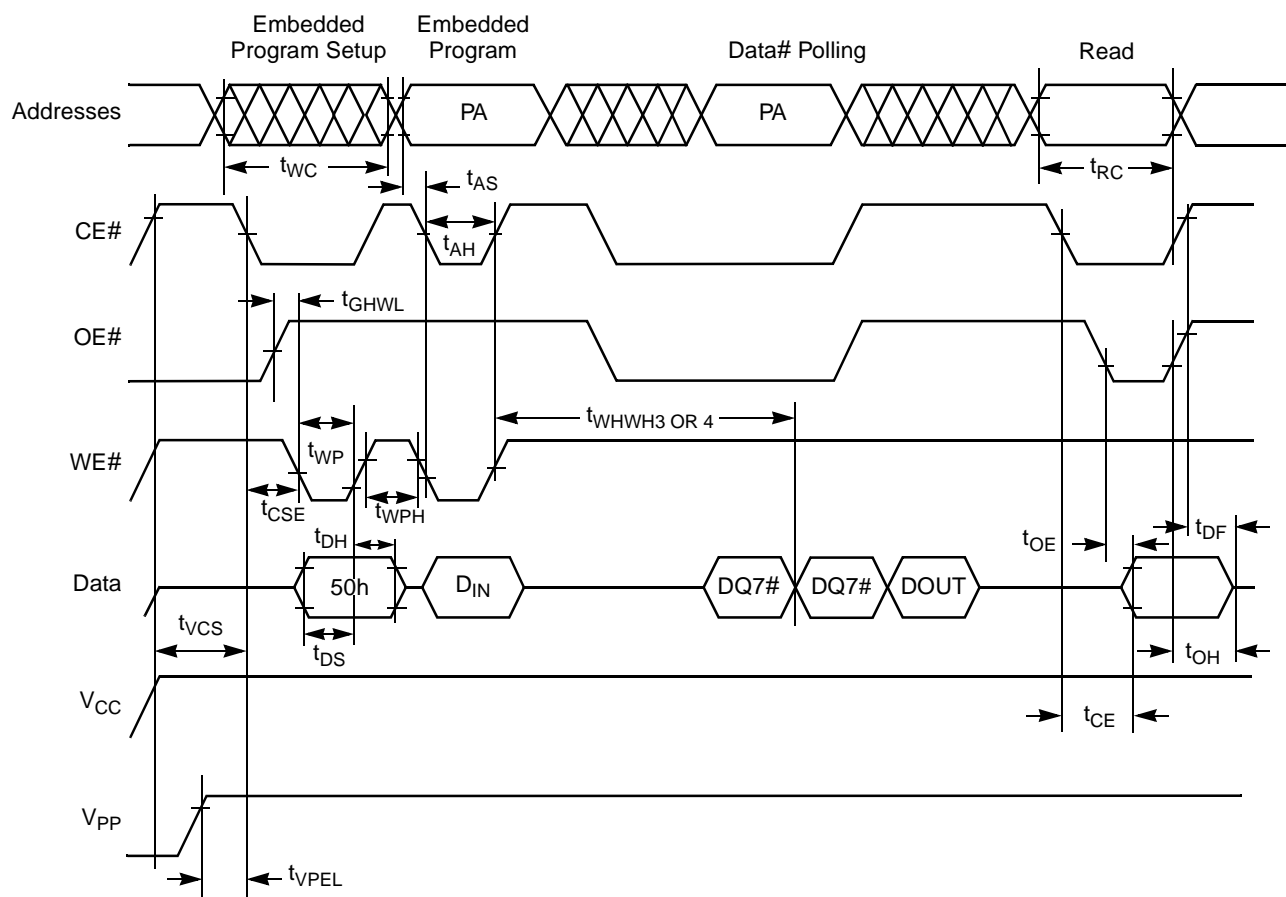 Embedded Program Setup
Embedded Program
Data# Polling
Read
Addresses
PA
PA
tWC
tAS
tRC
CE#
tAH
tGHWL
OE#
tWHWH3 OR 4
WE#
tWP
tCSE
tWPH
tDH
tOE
tDF
Data
50h
DIN
DQ7#
DQ7#
DOUT
tVCS
tDS
tOH
VCC
tCE
VPP
tVPEL